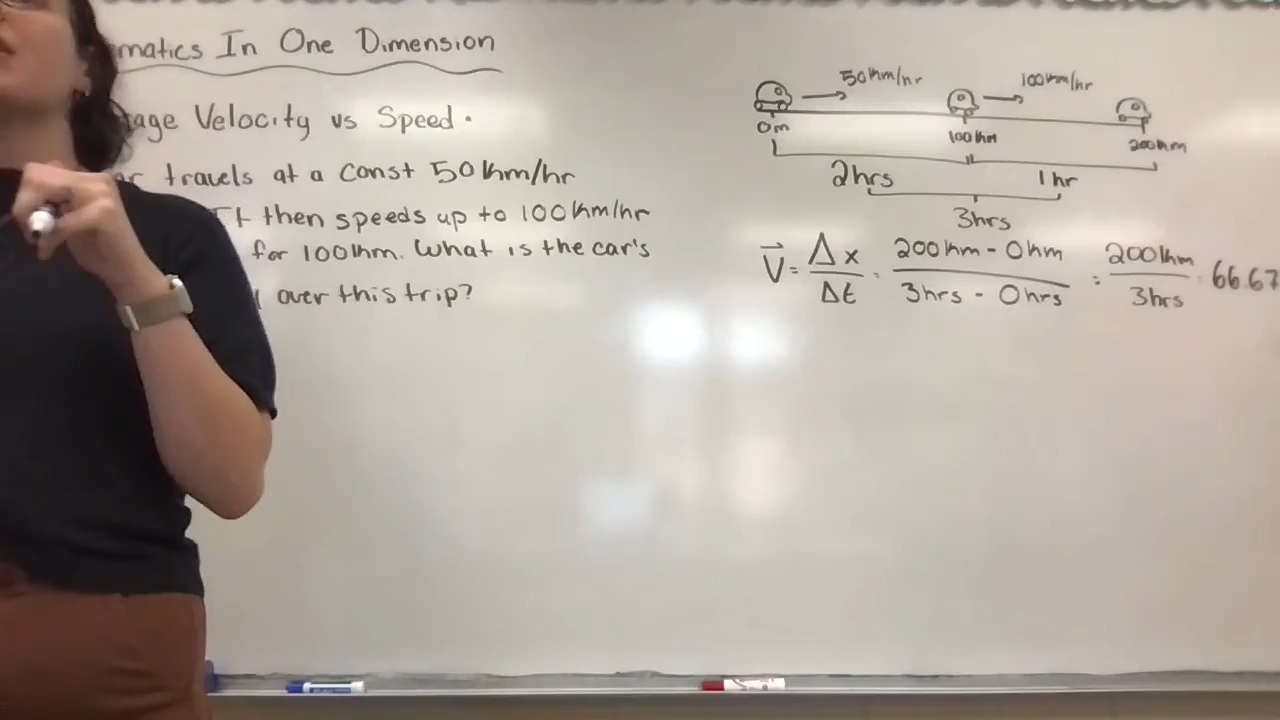 matics In One Dimension
age Velocity vs Speed.
travels at a const 50km/hr
It then speeds up to 100km/hr
for 100km. What is the car's
over this trip?
50km/hr
100km/hr
0m
100km
200km
2hrs
1hr
3hrs
V = Δx/Δt = 200km - 0km / 3hrs - 0hrs = 200km / 3hrs = 66.67